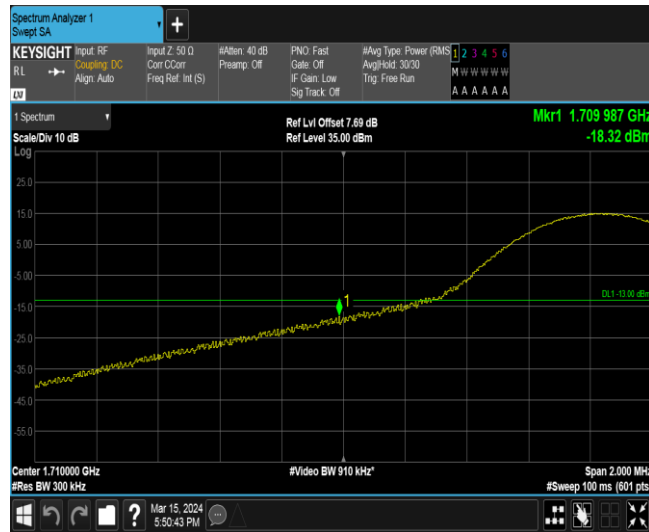 Spectrum Analyzer 1
Swept SA
KEYSIGHT
RL
LXI
Input: RF
Coupling: DC
Align: Auto
Input Z: 50 Ω
Corr CCorr
Freq Ref: Int (S)
#Atten: 40 dB
Preamp: Off
PNO: Fast
Gate: Off
IF Gain: Low
Sig Track: Off
#Avg Type: Power (RMS
Avg|Hold: 30/30
Trig: Free Run
1 2 3 4 5 6
M W W W W W
A A A A A A
1 Spectrum
Scale/Div 10 dB
Log
Ref Lvl Offset 7.69 dB
Ref Level 35.00 dBm
Mkr1 1.709 987 GHz
-18.32 dBm
25.0
15.0
5.00
-5.00
-15.0
-25.0
-35.0
-45.0
-55.0
1
DL1 -13.00 dBm
Center 1.710000 GHz
#Res BW 300 kHz
#Video BW 910 kHz*
Span 2.000 MHz
#Sweep 100 ms (601 pts
?
Mar 15, 2024
5:50:43 PM